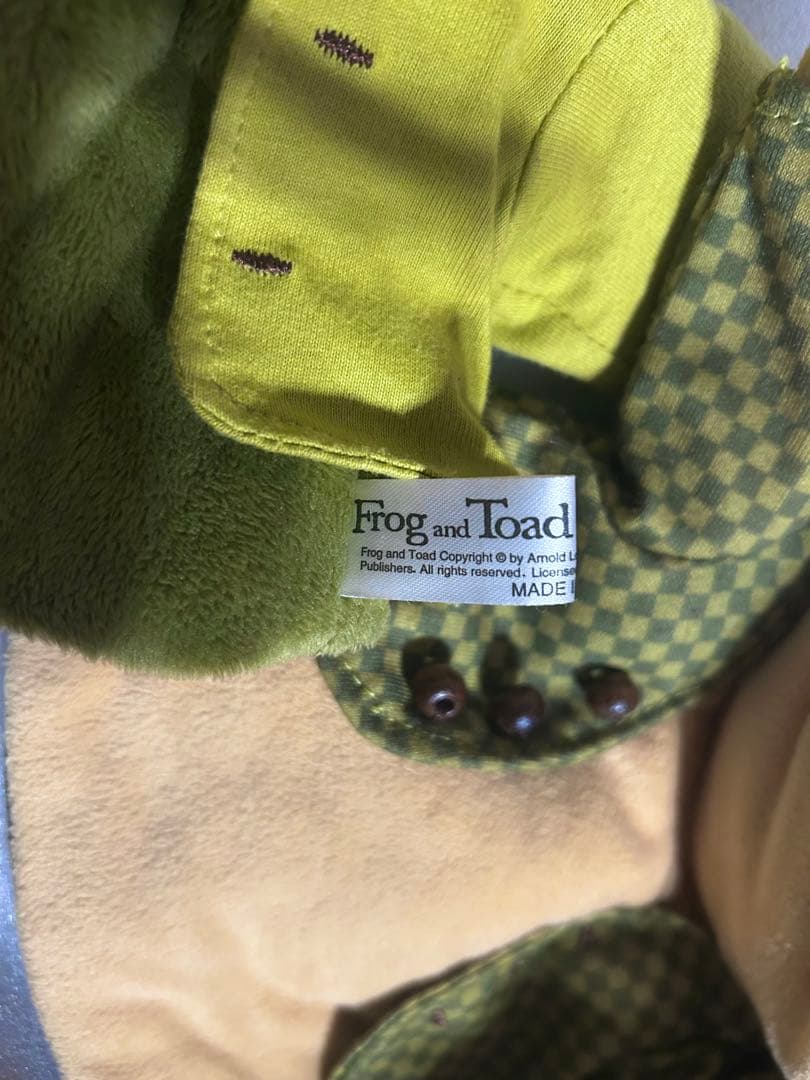 Frog and Toad
Frog and Toad Copyright © by Arnold
Publishers. All rights reserved.
MADE